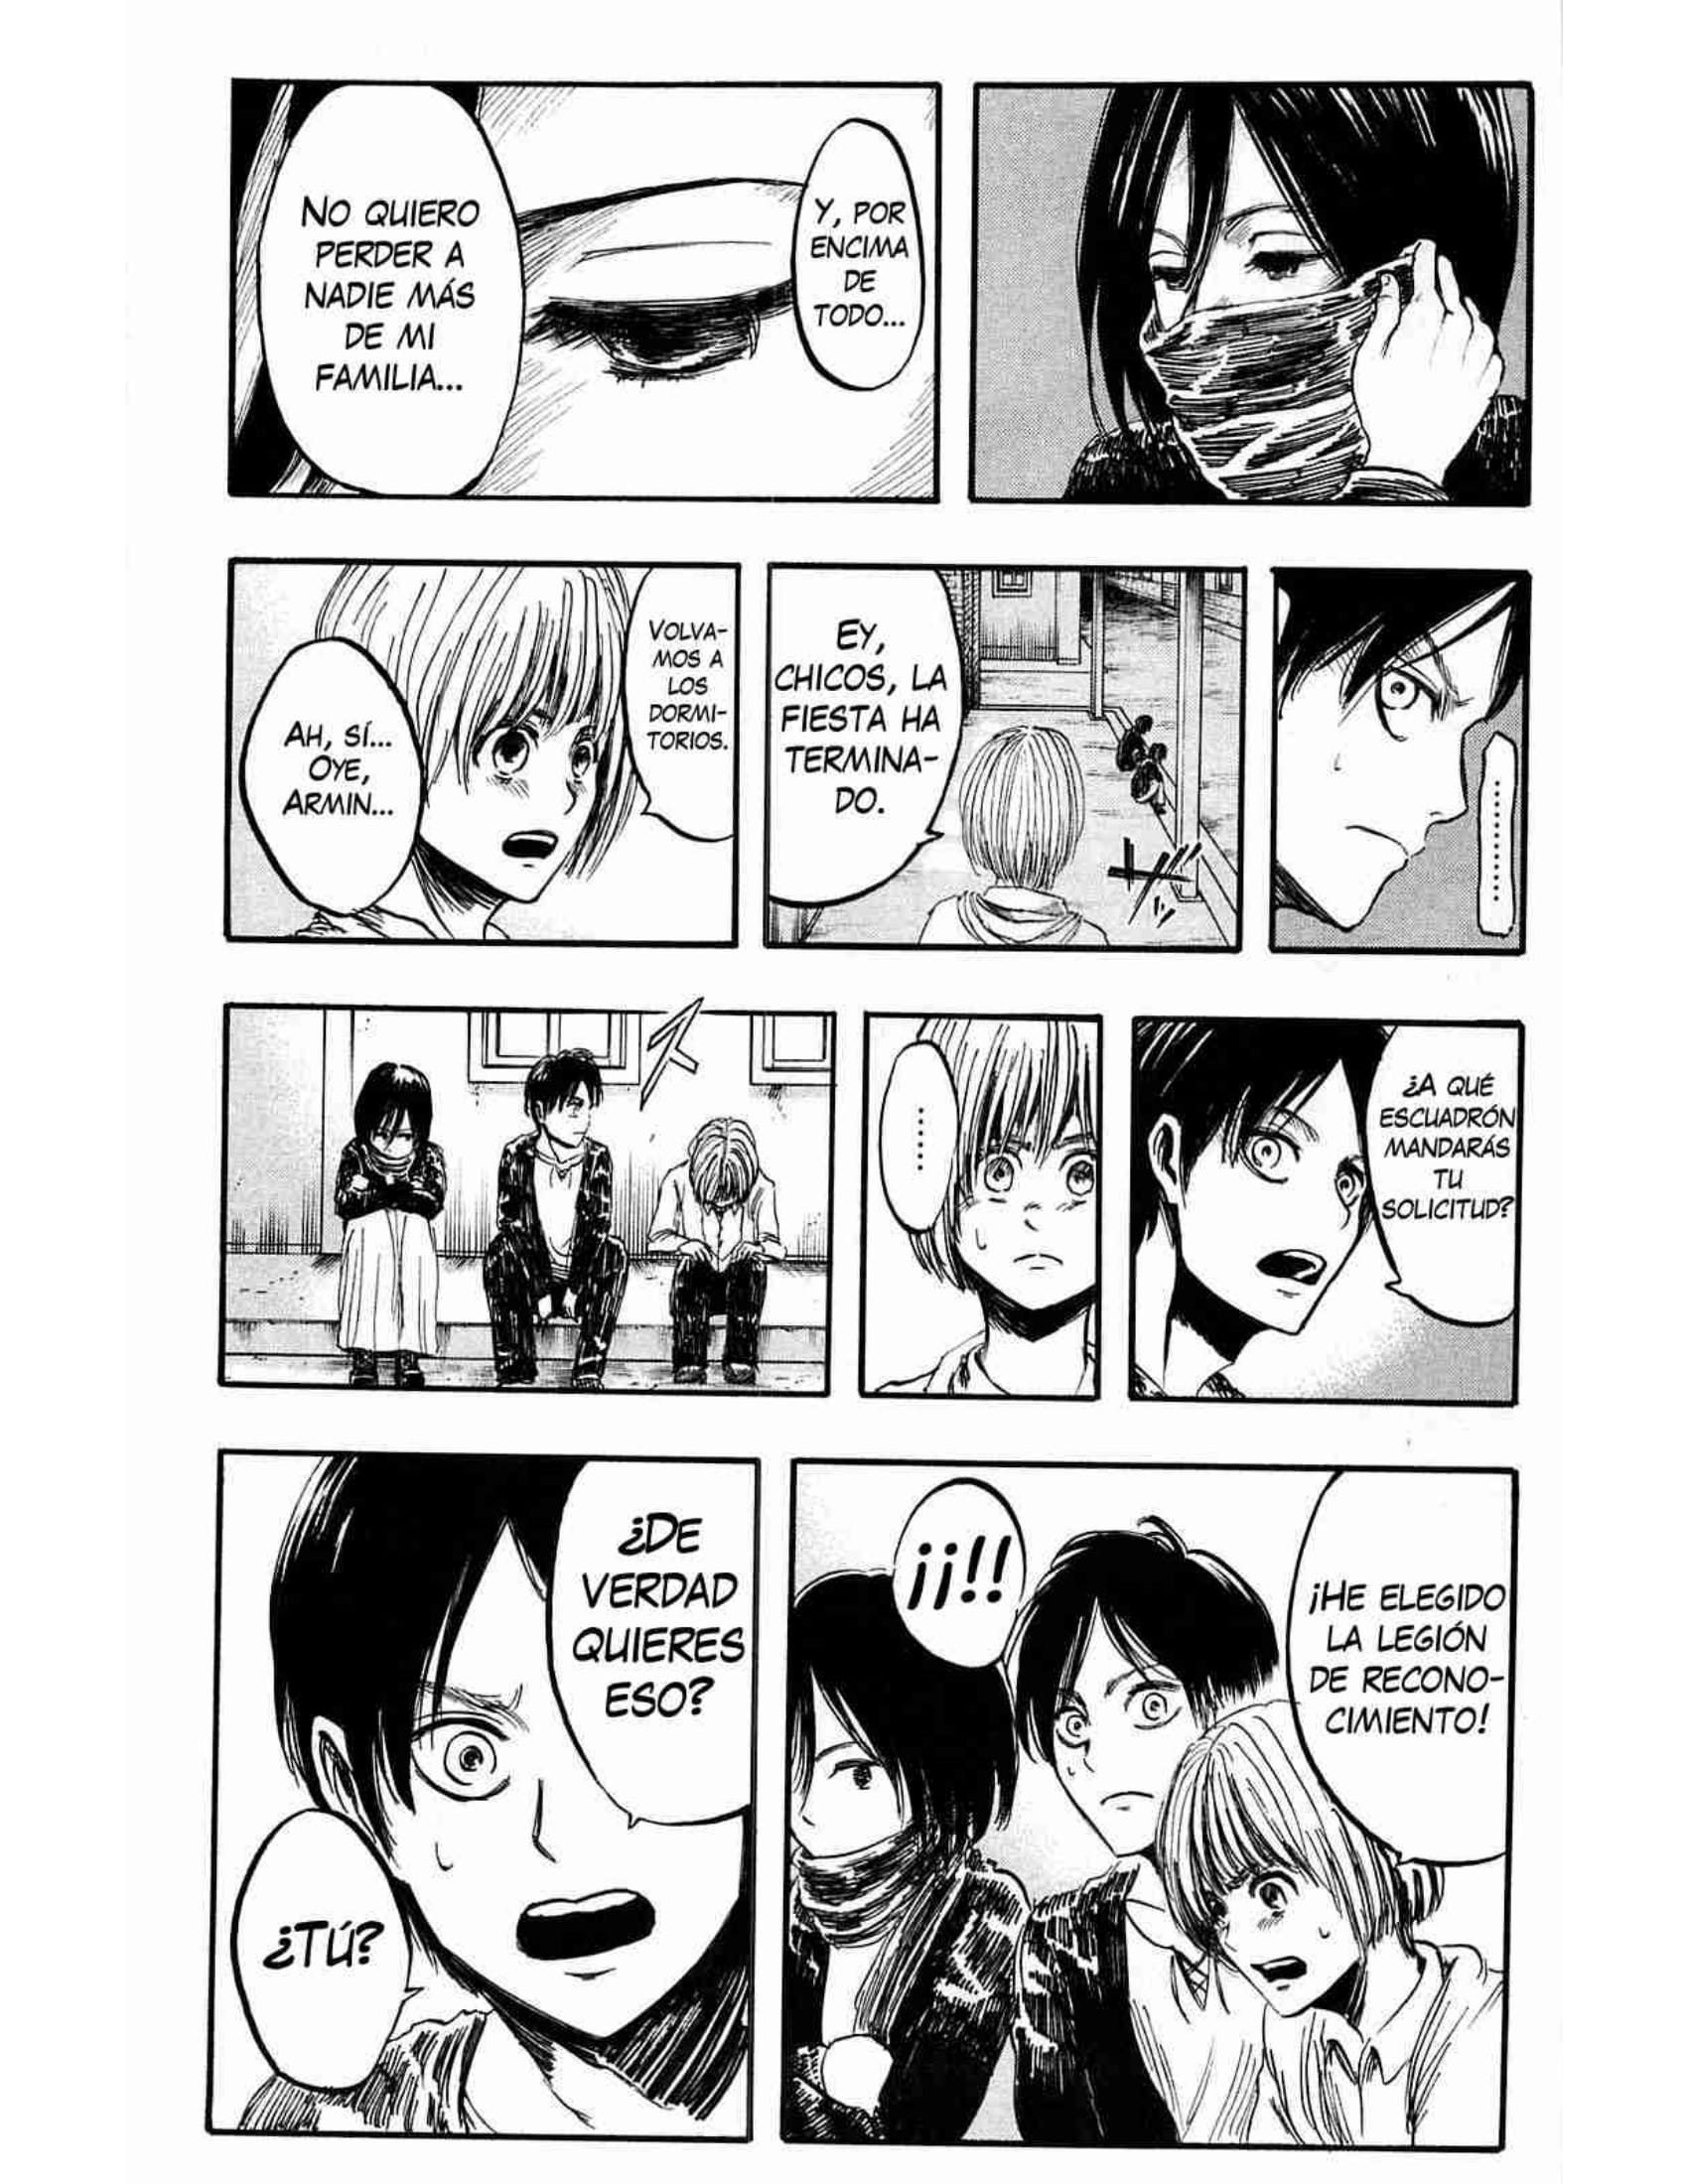 Y, POR
ENCIMA
DE
TODO...
NO QUIERO
PERDER A
NADIE MÁS
DE MI
FAMILIA...
.........
EY,
CHICOS, LA
FIESTA HA
TERMINA-
DO.
VOLVA-
MOS A
LOS
DORMI-
TORIOS.
AH, SÍ...
OYE,
ARMIN...
¿A QUÉ
ESCUADRÓN
MANDARÁS
TU
SOLICITUD?
......
¡HE ELEGIDO
LA LEGIÓN
DE RECONO-
CIMIENTO!
¡¡!!
¿DE
VERDAD
QUIERES
ESO?
¿TÚ?